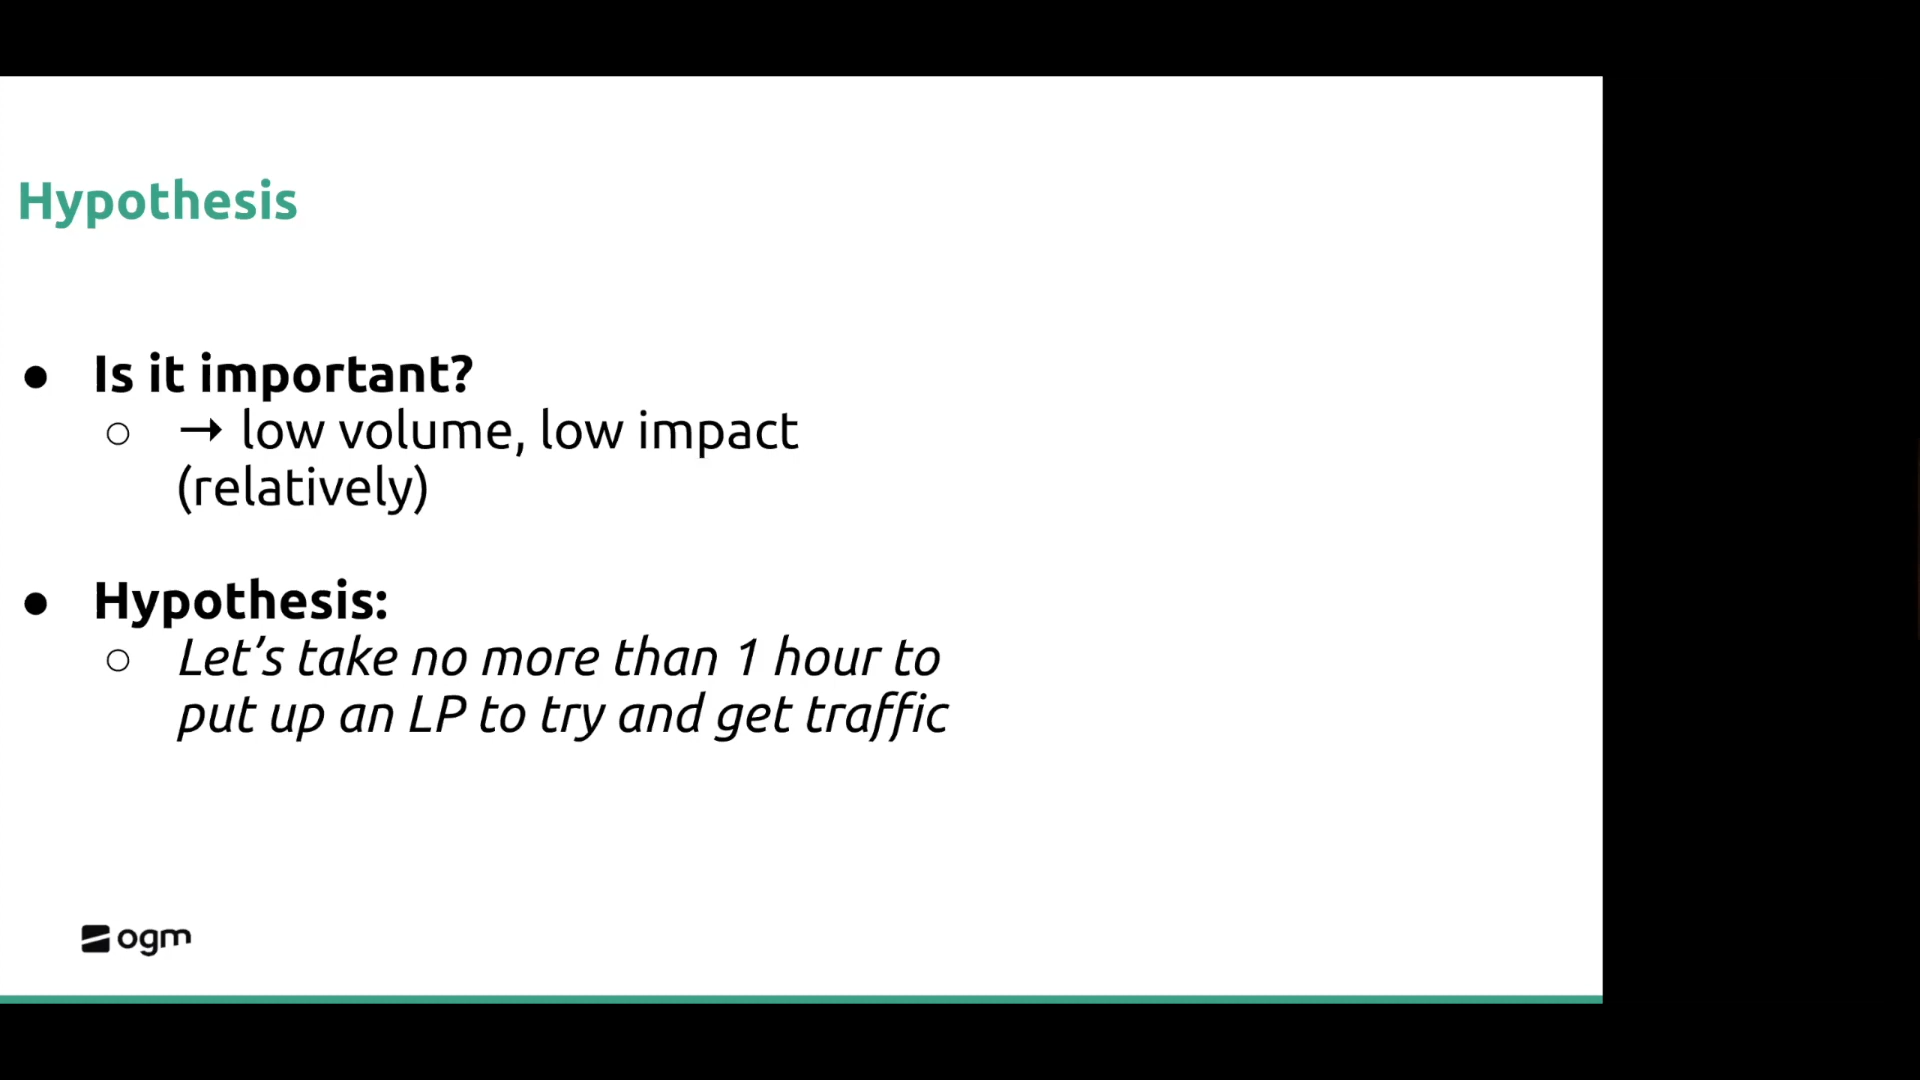 Hypothesis
● Is it important?
○ → low volume, low impact
(relatively)
● Hypothesis:
○ Let’s take no more than 1 hour to
put up an LP to try and get traffic
ogm